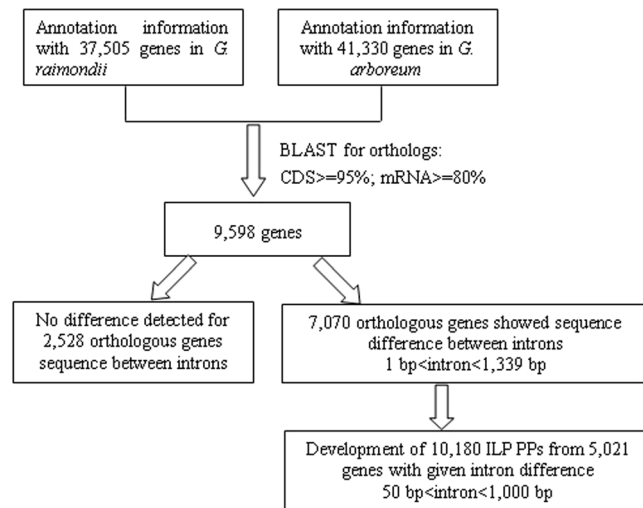 Annotation information
with 37,505 genes in G.
raimondii
Annotation information
with 41,330 genes in G.
arboreum
BLAST for orthologs:
CDS>=95%; mRNA>=80%
9,598 genes
No difference detected for
2,528 orthologous genes
sequence between introns
7,070 orthologous genes showed sequence
difference between introns
1 bp<intron<1,339 bp
Development of 10,180 ILP PPs from 5,021
genes with given intron difference
50 bp<intron<1,000 bp